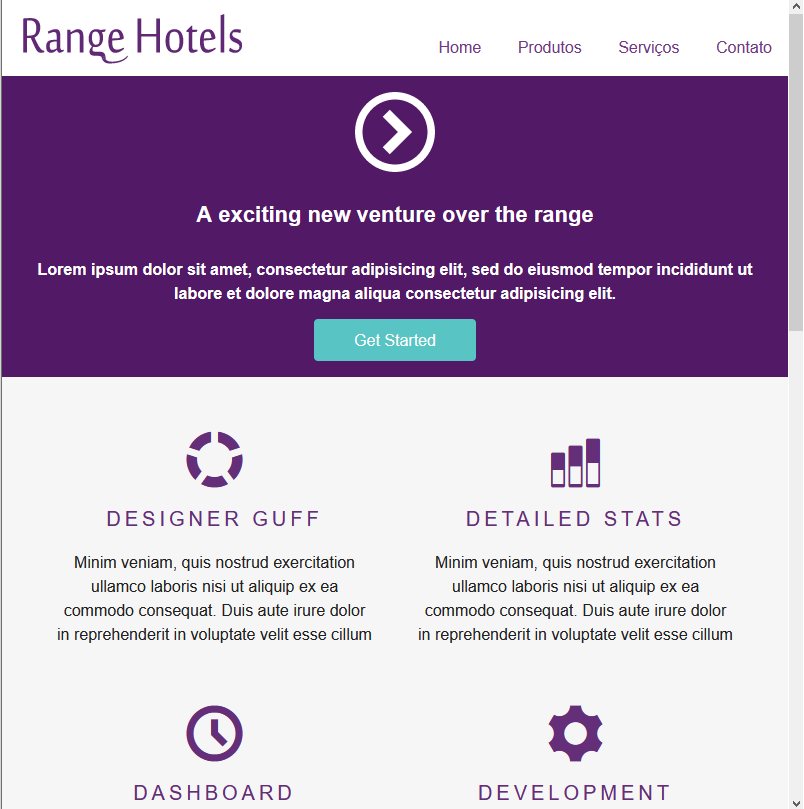 Range Hotels
Home Produtos Serviços Contato
A exciting new venture over the range
Lorem ipsum dolor sit amet, consectetur adipisicing elit, sed do eiusmod tempor incididunt ut
labore et dolore magna aliqua consectetur adipisicing elit.
Get Started
DESIGNER GUFF
Minim veniam, quis nostrud exercitation
ullamco laboris nisi ut aliquip ex ea
commodo consequat. Duis aute irure dolor
in reprehenderit in voluptate velit esse cillum
DETAILED STATS
Minim veniam, quis nostrud exercitation
ullamco laboris nisi ut aliquip ex ea
commodo consequat. Duis aute irure dolor
in reprehenderit in voluptate velit esse cillum
DASHBOARD
DEVELOPMENT